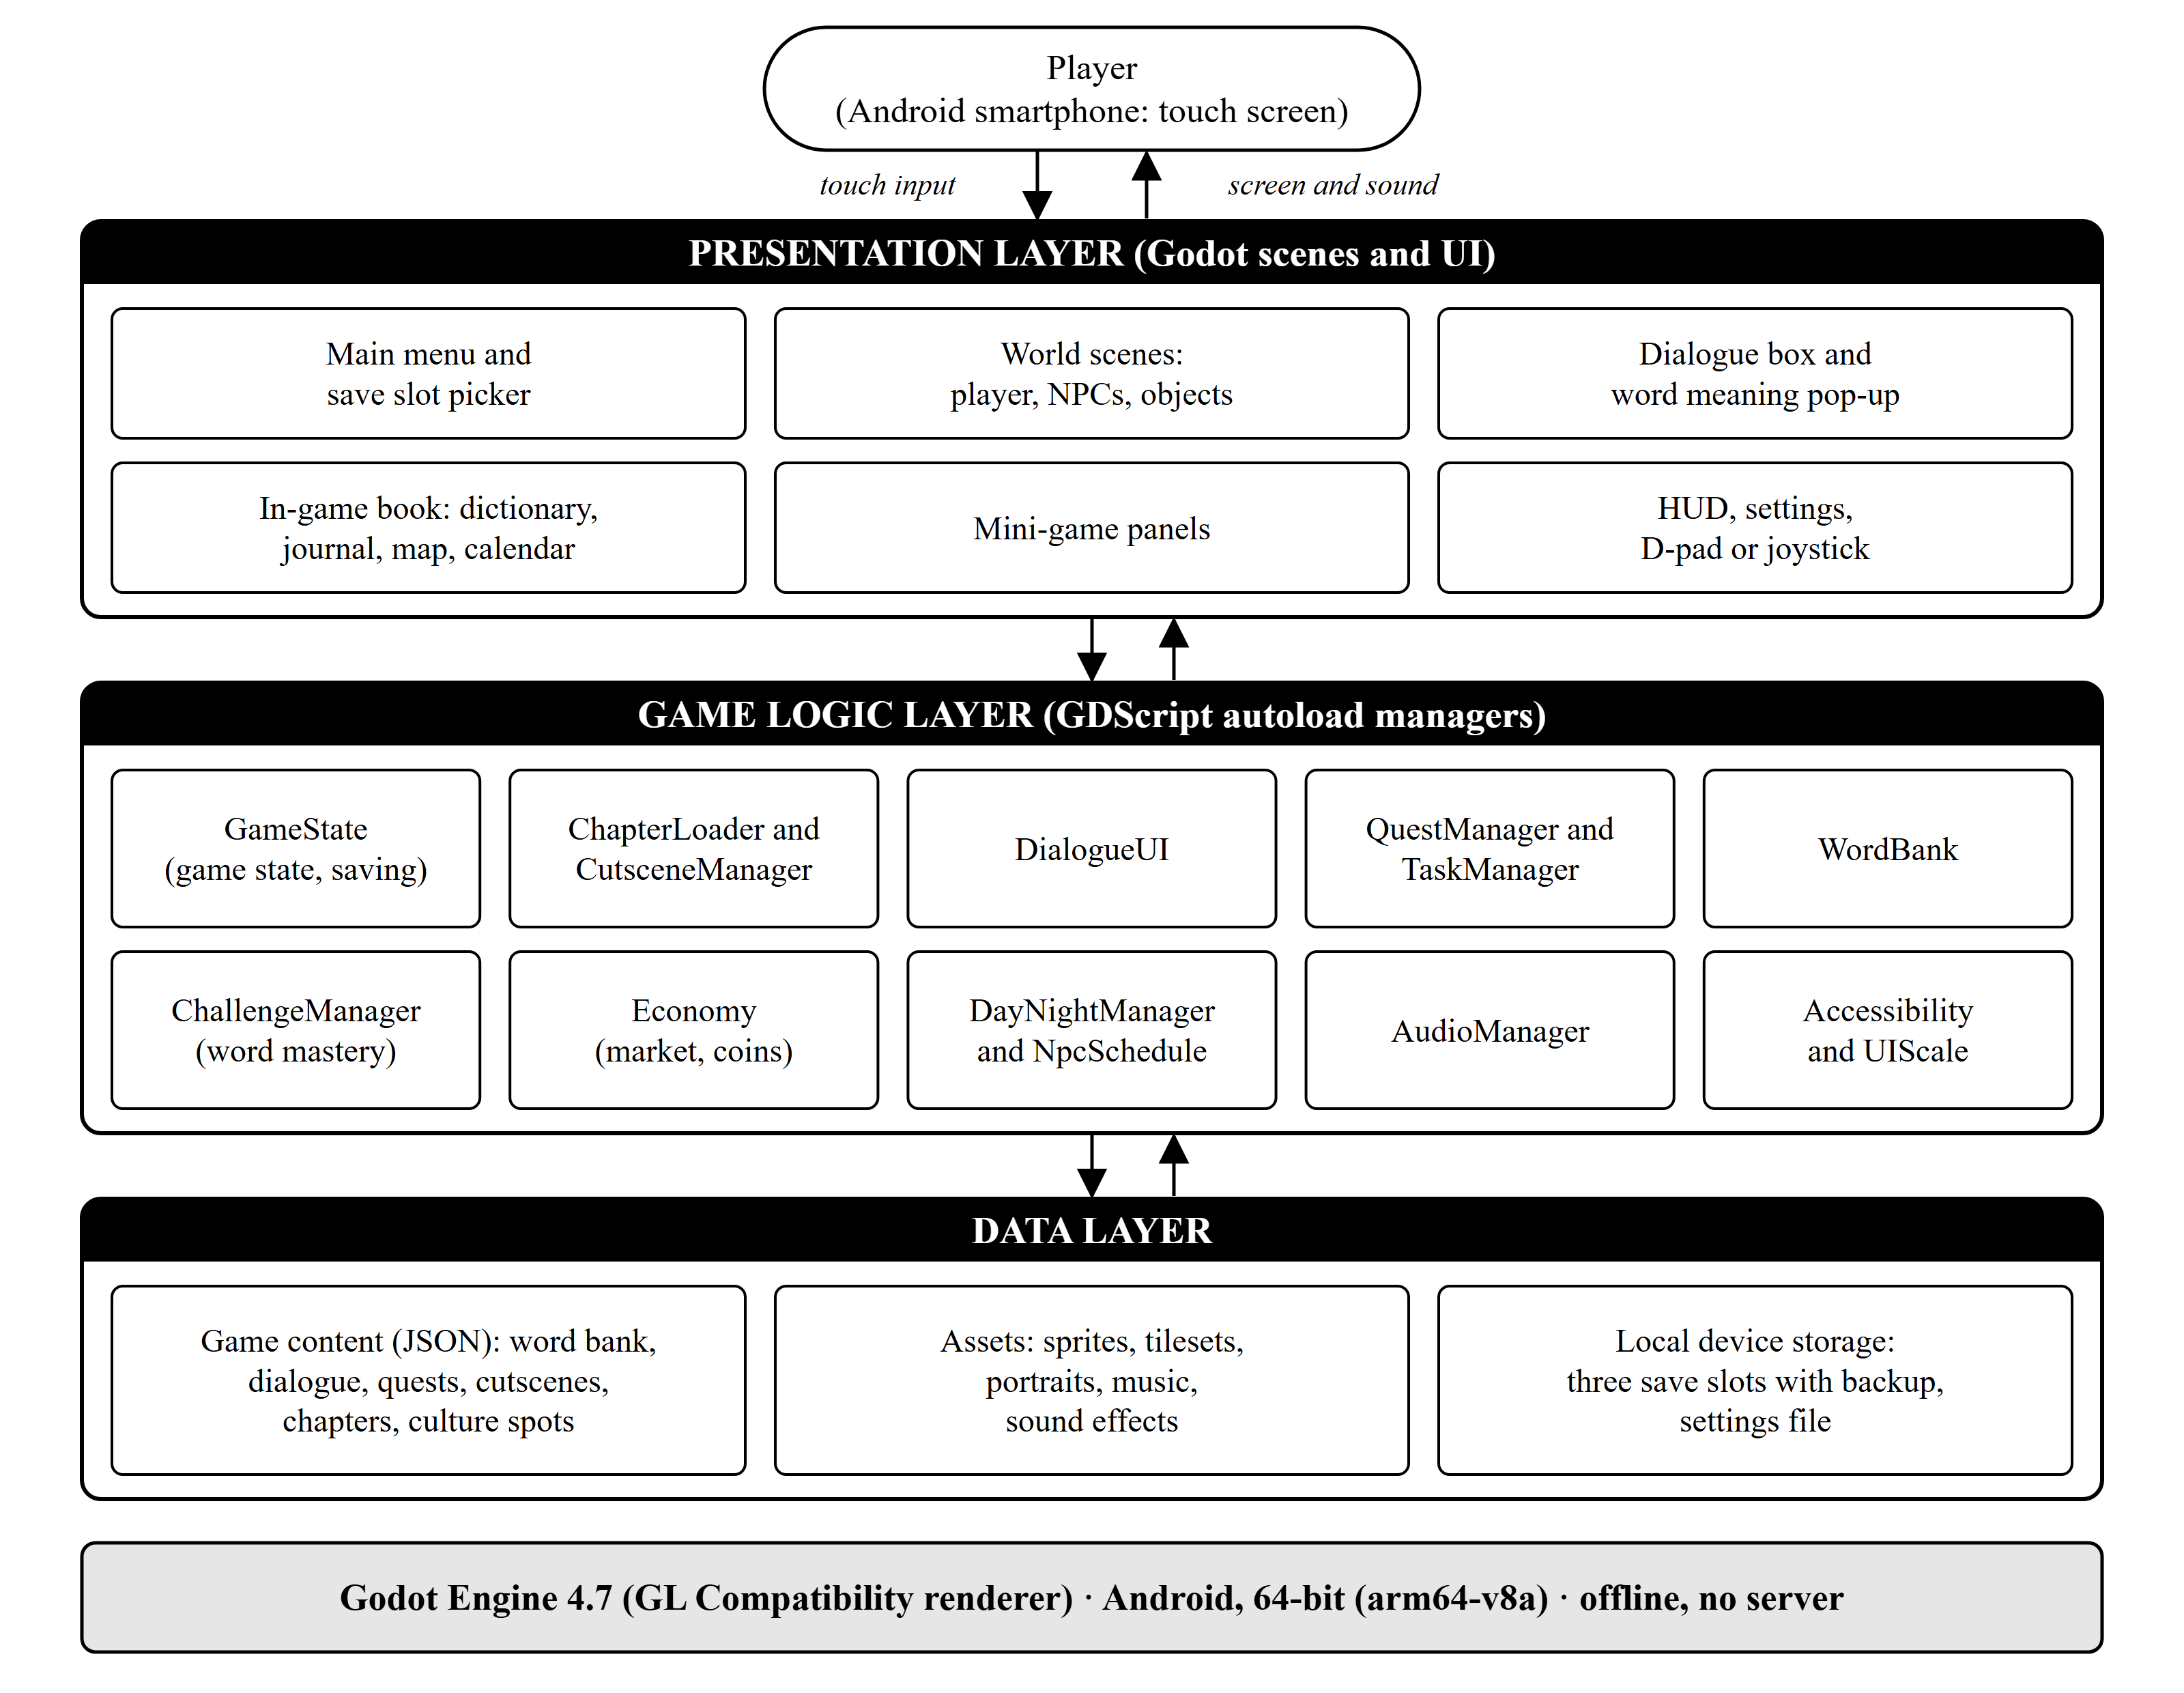 Player
(Android smartphone: touch screen)
touch input
screen and sound
PRESENTATION LAYER (Godot scenes and UI)
Main menu and
save slot picker
World scenes:
player, NPCs, objects
Dialogue box and
word meaning pop-up
In-game book: dictionary,
journal, map, calendar
Mini-game panels
HUD, settings,
D-pad or joystick
GAME LOGIC LAYER (GDScript autoload managers)
GameState
(game state, saving)
ChapterLoader and
CutsceneManager
DialogueUI
QuestManager and
TaskManager
WordBank
ChallengeManager
(word mastery)
Economy
(market, coins)
DayNightManager
and NpcSchedule
AudioManager
Accessibility
and UIScale
DATA LAYER
Game content (JSON): word bank,
dialogue, quests, cutscenes,
chapters, culture spots
Assets: sprites, tilesets,
portraits, music,
sound effects
Local device storage:
three save slots with backup,
settings file
Godot Engine 4.7 (GL Compatibility renderer) · Android, 64-bit (arm64-v8a) · offline, no server